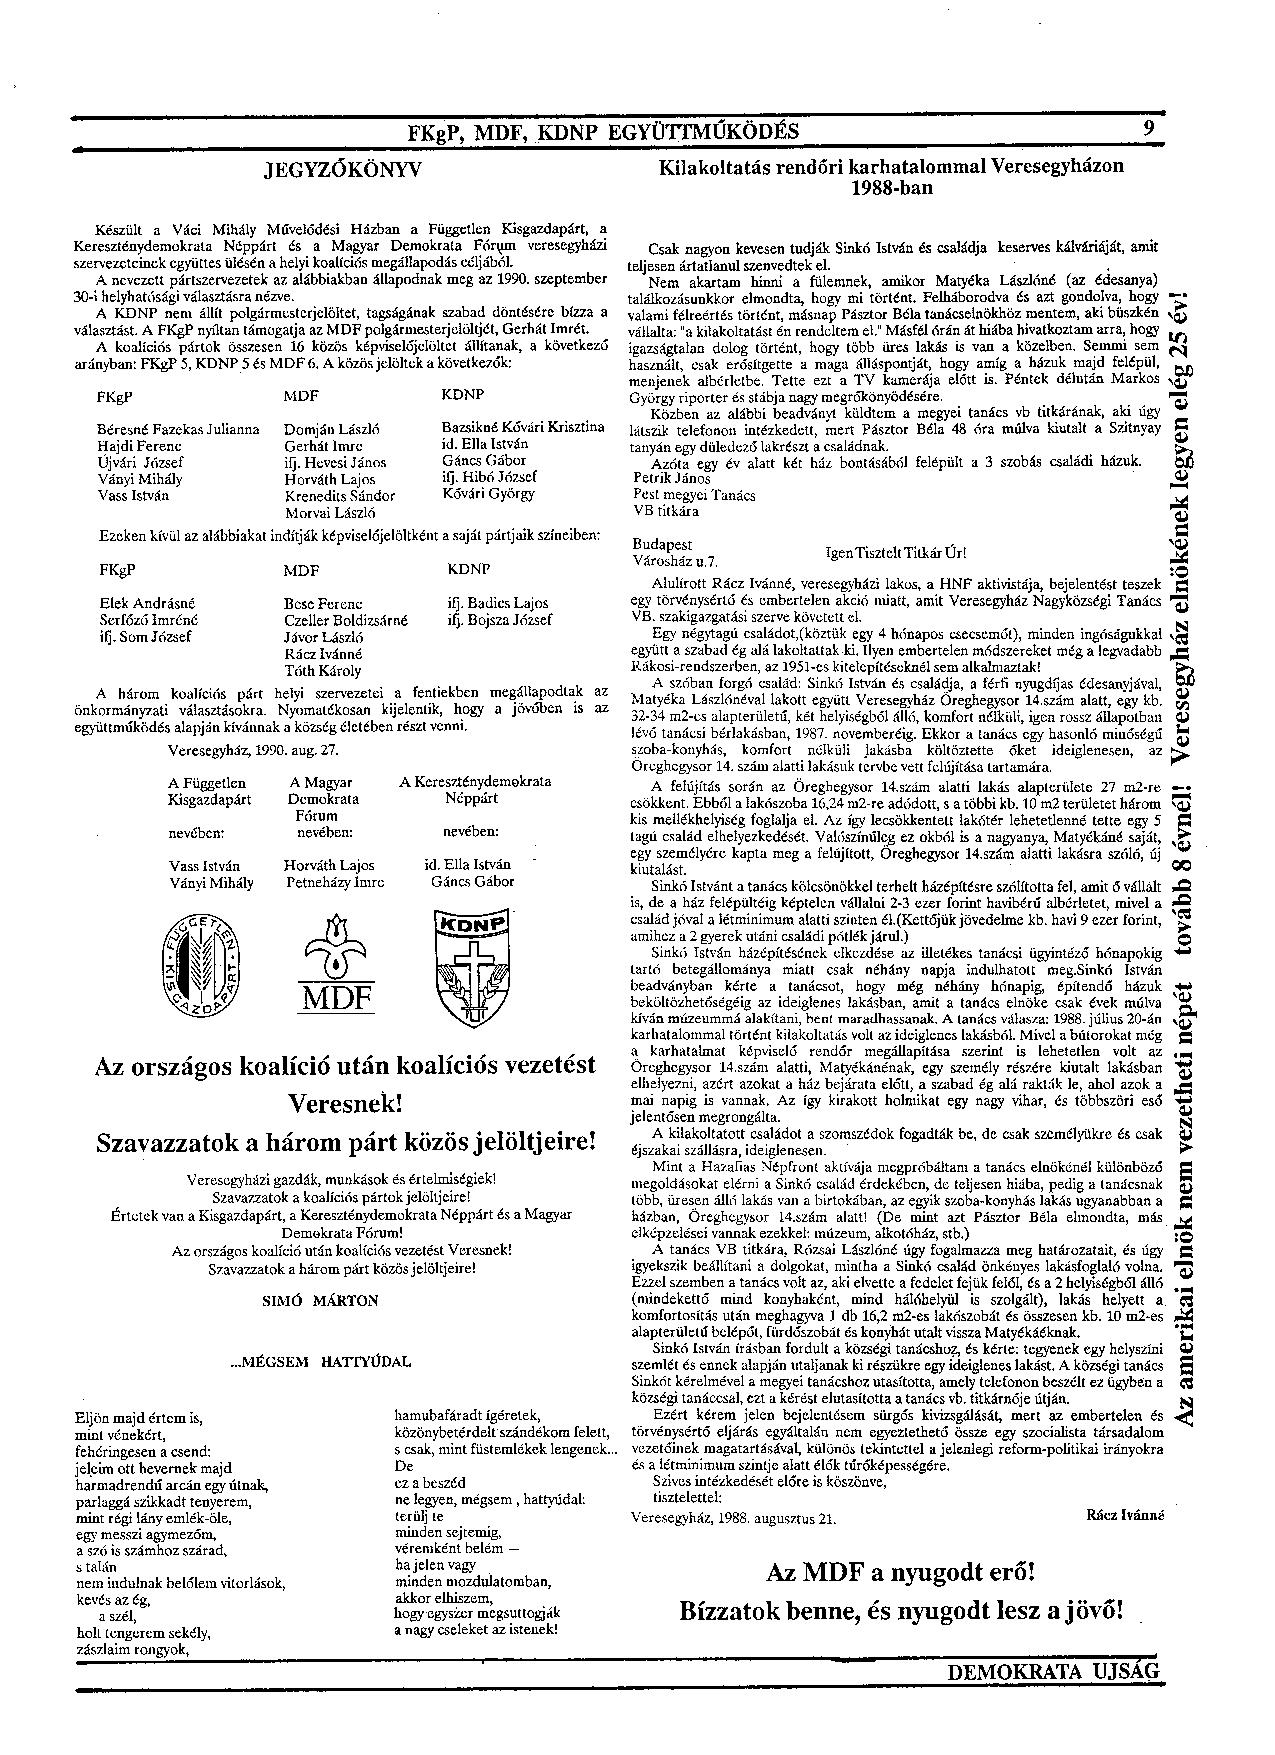 FKgP, MDF, KDNP EGYÜTTMŰKÖDÉS
9
JEGYZŐKÖNYV
Készült a Váci Mihály Művelődési Házban a Független Kisgazdapárt, a
Kereszténydemokrata Néppárt és a Magyar Demokrata Fórum veresegyházi
szervezeteinek együttes ülésén a helyi koalíciós megállapodás céljából.
A nevezett pártszervezetek az alábbiakban állapodnak meg az 1990. szeptember
30-i helyhatósági választásra nézve.
A KDNP nem állít polgármesterjelöltet, tagságának szabad döntésére bízza a
választást. A FKgP nyíltan támogatja az MDF polgármesterjelöltjét, Gerhát Imrét.
A koalíciós pártok összesen 16 közös képviselőjelöltet állítanak, a következő
arányban: FKgP 5, KDNP 5 és MDF 6. A közös jelöltek a következők:
FKgP MDF KDNP
Béresné Fazekas Julianna Domján László Bazsikné Kővári Krisztina
Hajdi Ferenc Gerhát Imre id. Ella István
Újvári József ifj. Hevesi János Gáncs Gábor
Ványi Mihály Horváth Lajos ifj. Hibó József
Vass István Krenedits Sándor Kővári György
Morvai László
Ezeken kívül az alábbiakat indítják képviselőjelöltként a saját pártjaik színeiben:
FKgP MDF KDNP
Elek Andrásné Bese Ferenc ifj. Badics Lajos
Serfőző Imréné Czeller Boldizsárné ifj. Bojsza József
ifj. Som József Jávor László
Rácz Ivánné
Tóth Károly
A három koalíciós párt helyi szervezetei a fentiekben megállapodtak az
önkormányzati választásokra. Nyomatékosan kijelentik, hogy a jövőben is az
együttműködés alapján kívánnak a község életében részt venni.
Veresegyház, 1990. aug. 27.
A Független A Magyar A Kereszténydemokrata
Kisgazdapárt Demokrata Néppárt
Fórum
nevében: nevében: nevében:
Vass István Horváth Lajos id. Ella István
Ványi Mihály Petneházy Imre Gáncs Gábor
FÜGGETLEN KISGAZDAPÁRT
MDF
KDNP
Az országos koalíció után koalíciós vezetést
Veresnek!
Szavazzatok a három párt közös jelöltjeire!
Veresegyházi gazdák, munkások és értelmiségiek!
Szavazzatok a koalíciós pártok jelöltjeire!
Értetek van a Kisgazdapárt, a Kereszténydemokrata Néppárt és a Magyar
Demokrata Fórum!
Az országos koalíció után koalíciós vezetést Veresnek!
Szavazzatok a három párt közös jelöltjeire!
SIMÓ MÁRTON
...MÉGSEM HATTYÚDAL
Eljön majd értem is,
mint vénekért,
fehéringesen a csend:
jeleim ott hevernek majd
harmadrendű arcán egy útnak,
parlaggá szikkadt tenyerem,
mint régi lány emlék-öle,
egy messzi agymezőm,
a szó is számhoz szárad,
s talán
nem indulnak belőlem vitorlások,
kevés az ég,
a szél,
holt tengerem sekély,
zászlaim rongyok,
hamubafáradt ígéretek,
közönybetérdelt szándékom felett,
s csak, mint füstemlékek lengenek...
De
ez a beszéd
ne legyen, mégsem , hattyúdal:
terülj te
minden sejtemig,
véremként belém —
ha jelen vagy
minden mozdulatomban,
akkor elhiszem,
hogy egyszer megsuttogják
a nagy cseleket az istenek!
Kilakoltatás rendőri karhatalommal Veresegyházon
1988-ban
Csak nagyon kevesen tudják Sinkó István és családja keserves kálváriáját, amit
teljesen ártatlanul szenvedtek el.
Nem akartam hinni a fülemnek, amikor Matyéka Lászlóné (az édesanya)
találkozásunkkor elmondta, hogy mi történt. Felháborodva és azt gondolva, hogy
valami félreértés történt, másnap Pásztor Béla tanácselnökhöz mentem, aki büszkén
vállalta: "a kilakoltatást én rendeltem el." Másfél órán át hiába hivatkoztam arra, hogy
igazságtalan dolog történt, hogy több üres lakás is van a közelben. Semmi sem
használt, csak erősítgette a maga álláspontját, hogy amíg a házuk majd felépül,
menjenek albérletbe. Tette ezt a TV kamerája előtt is. Péntek délután Markos
György riporter és stábja nagy megrökönyödésére.
Közben az alábbi beadványt küldtem a megyei tanács vb titkárának, aki úgy
látszik telefonon intézkedett, mert Pásztor Béla 48 óra múlva kiutalt a Szitnyay
tanyán egy düledező lakrészt a családnak.
Azóta egy év alatt két ház bontásából felépült a 3 szobás családi házuk.
Petrik János
Pest megyei Tanács
VB titkára
Budapest
Városház u.7.
Igen Tisztelt Titkár Úr!
Alulírott Rácz Ivánné, veresegyházi lakos, a HNF aktivistája, bejelentést teszek
egy törvénysértő és embertelen akció miatt, amit Veresegyház Nagyközségi Tanács
VB. szakigazgatási szerve követett el.
Egy négytagú családot,(köztük egy 4 hónapos csecsemőt), minden ingóságukkal
együtt a szabad ég alá lakoltattak ki. Ilyen embertelen módszereket még a legvadabb
Rákosi-rendszerben, az 1951-es kitelepítéseknél sem alkalmaztak!
A szóban forgó család: Sinkó István és családja, a férfi nyugdíjas édesanyjával,
Matyéka Lászlónéval lakott együtt Veresegyház Öreghegysor 14.szám alatt, egy kb.
32-34 m2-es alapterületű, két helyiségből álló, komfort nélküli, igen rossz állapotban
lévő tanácsi bérlakásban, 1987. novemberéig. Ekkor a tanács egy hasonló minőségű
szoba-konyhás, komfort nélküli lakásba költöztette őket ideiglenesen, az
Öreghegysor 14. szám alatti lakásuk tervbe vett felújítása tartamára.
A felújítás során az Öreghegysor 14.szám alatti lakás alapterülete 27 m2-re
csökkent. Ebből a lakószoba 16,24 m2-re adódott, s a többi kb. 10 m2 területet három
kis mellékhelyiség foglalja el. Az így lecsökkentett lakótér lehetetlenné tette egy 5
tagú család elhelyezkedését. Valószínűleg ez okból is a nagyanya, Matyékáné saját,
egy személyére kapta meg a felújított, Öreghegysor 14.szám alatti lakásra szóló, új
kiutalást.
Sinkó Istvánt a tanács kölcsönökkel terhelt házépítésre szólította fel, amit ő vállált
is, de a ház felépültéig képtelen vállalni 2-3 ezer forint havibérű albérletet, mivel a
család jóval a létminimum alatti szinten él.(Kettőjük jövedelme kb. havi 9 ezer forint,
amihez a 2 gyerek utáni családi pótlék járul.)
Sinkó István házépítésének elkezdése az illetékes tanácsi ügyintéző hónapokig
tartó betegállománya miatt csak néhány napja indulhatott meg.Sinkó István
beadványban kérte a tanácsot, hogy még néhány hónapig, építendő házuk
beköltözhetőségéig az ideiglenes lakásban, amit a tanács elnöke csak évek múlva
kíván múzeummá alakítani, bent maradhassanak. A tanács válasza: 1988. július 20-án
karhatalommal történt kilakoltatás volt az ideiglenes lakásból. Mivel a bútorokat még
a karhatalmat képviselő rendőr megállapítása szerint is lehetetlen volt az
Öreghegysor 14.szám alatti, Matyékánénak, egy személy részére kiutalt lakásban
elhelyezni, azért azokat a ház bejárata előtt, a szabad ég alá rakták le, ahol azok a
mai napig is vannak. Az így kirakott holmikat egy nagy vihar, és többszöri eső
jelentősen megrongálta.
A kilakoltatott családot a szomszédok fogadták be, de csak személyükre és csak
éjszakai szállásra, ideiglenesen.
Mint a Hazafias Népfront aktívája megpróbáltam a tanács elnökénél különböző
megoldásokat elérni a Sinkó család érdekében, de teljesen hiába, pedig a tanácsnak
több, üresen álló lakás van a birtokában, az egyik szoba-konyhás lakás ugyanabban a
házban, Öreghegysor 14.szám alatt! (De mint azt Pásztor Béla elmondta, más
elképzelései vannak ezekkel: múzeum, alkotóház, stb.)
A tanács VB titkára, Rózsai Lászlóné úgy fogalmazza meg határozatait, és úgy
igyekszik beállítani a dolgokat, mintha a Sinkó család önkényes lakásfoglaló volna.
Ezzel szemben a tanács volt az, aki elvette a fedelet fejük felől, és a 2 helyiségből álló
(mindekettő mind konyhaként, mind hálóhelyül is szolgált), lakás helyett a
komfortosítás után meghagyva 1 db 16,2 m2-es lakószobát és összesen kb. 10 m2-es
alapterületű belépőt, fürdőszobát és konyhát utalt vissza Matyékáéknak.
Sinkó István írásban fordult a községi tanácshoz, és kérte: tegyenek egy helyszíni
szemlét és ennek alapján utaljanak ki részükre egy ideiglenes lakást. A községi tanács
Sinkót kérelmével a megyei tanácshoz utasította, amely telefonon beszélt ez ügyben a
községi tanáccsal, ezt a kérést elutasította a tanács vb. titkárnője útján.
Ezért kérem jelen bejelentésem sürgős kivizsgálását, mert az embertelen és
törvénysértő eljárás egyáltalán nem egyeztethető össze egy szocialista társadalom
vezetőinek magatartásával, különös tekintettel a jelenlegi reform-politikai irányokra
és a létminimum szintje alatt élők tűrőképességére.
Szives intézkedését előre is köszönve,
tisztelettel:
Veresegyház, 1988. augusztus 21.
Rácz Ivánné
Az MDF a nyugodt erő!
Bízzatok benne, és nyugodt lesz a jövő!
Az amerikai elnök nem vezetheti népét tovább 8 évnél! Veresegyház elnökének legyen elég 25 év!
DEMOKRATA UJSÁG